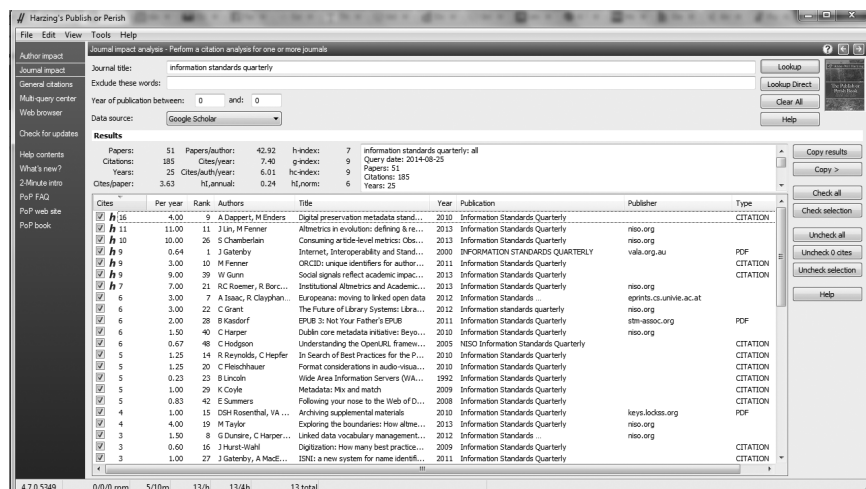 Harzing's Publish or Perish
File Edit View Tools Help
Author impact
Journal impact
General citations
Multi-query center
Web browser
Check for updates
Help contents
What's new?
2-Minute intro
PoP FAQ
PoP web site
PoP book
Journal impact analysis - Perform a citation analysis for one or more journals
Journal title: information standards quarterly Lookup
Exclude these words: Lookup Direct
Year of publication between: 0 and: 0 Clear All
Data source: Google Scholar Help
Results
Papers: 51 Papers/author: 42.92 h-index: 7 information standards quarterly: all Copy results
Citations: 185 Cites/year: 7.40 g-index: 9 Query date: 2014-08-25
Years: 25 Cites/auth/year: 6.01 hc-index: 9 Papers: 51 Copy >
Cites/paper: 3.63 hI,annual: 0.24 hI,norm: 6 Citations: 185
Years: 25
Check all
Check selection
Uncheck all
Uncheck 0 cites
Uncheck selection
Help
Cites Per year Rank Authors Title Year Publication Publisher Type
h 16 4.00 9 A Dappert, M Enders Digital preservation metadata stand... 2010 Information Standards Quarterly CITATION
h 11 11.00 11 J Lin, M Fenner Altmetrics in evolution: defining & re... 2013 Information Standards Quarterly niso.org
h 10 10.00 26 S Chamberlain Consuming article-level metrics: Obs... 2013 Information Standards Quarterly niso.org
h 9 0.64 1 J Gatenby Internet, Interoperability and Stand... 2000 INFORMATION STANDARDS QUARTERLY vala.org.au PDF
h 9 3.00 10 M Fenner ORCID: unique identifiers for author... 2011 Information Standards Quarterly CITATION
h 9 9.00 39 W Gunn Social signals reflect academic impac... 2013 Information Standards Quarterly CITATION
h 7 7.00 21 RC Roemer, R Borc... Institutional Altmetrics and Academic... 2013 Information Standards Quarterly niso.org
6 3.00 7 A Isaac, R Clayphan... Europeana: moving to linked open data 2012 Information Standards ... eprints.cs.univie.ac.at
6 3.00 22 C Grant The Future of Library Systems: Libra... 2012 Information standards quarterly niso.org
6 2.00 28 B Kasdorf EPUB 3: Not Your Father's EPUB 2011 Information Standards Quarterly stm-assoc.org PDF
6 1.50 40 C Harper Dublin core metadata initiative: Beyo... 2010 Information Standards Quarterly niso.org
6 0.67 48 C Hodgson Understanding the OpenURL framew... 2005 NISO Information Standards Quarterly CITATION
5 1.25 14 R Reynolds, C Hepfer In Search of Best Practices for the P... 2010 Information Standards Quarterly CITATION
5 1.25 20 C Fleischhauer Format considerations in audio-visua... 2010 Information Standards Quarterly CITATION
5 0.23 23 B Lincoln Wide Area Information Servers (WA... 1992 Information Standards Quarterly CITATION
5 1.00 29 K Coyle Metadata: Mix and match 2009 Information Standards Quarterly CITATION
5 0.83 42 E Summers Following your nose to the Web of D... 2008 Information Standards Quarterly CITATION
4 1.00 15 DSH Rosenthal, VA ... Archiving supplemental materials 2010 Information Standards Quarterly keys.lockss.org PDF
4 4.00 19 M Taylor Exploring the boundaries: How altme... 2013 Information Standards Quarterly niso.org
3 1.50 8 G Dunsire, C Harper... Linked data vocabulary management... 2012 Information Standards ... niso.org
3 0.60 16 J Hurst-Wahl Digitization: How many best practice... 2009 Information Standards Quarterly CITATION
3 1.00 27 J Gatenby, A MacE... ISNI: a new system for name identifi... 2011 Information Standards Quarterly CITATION
4.7.0.5349 0/0/0 rpm 5/10m 13/h 13/4h 13 total